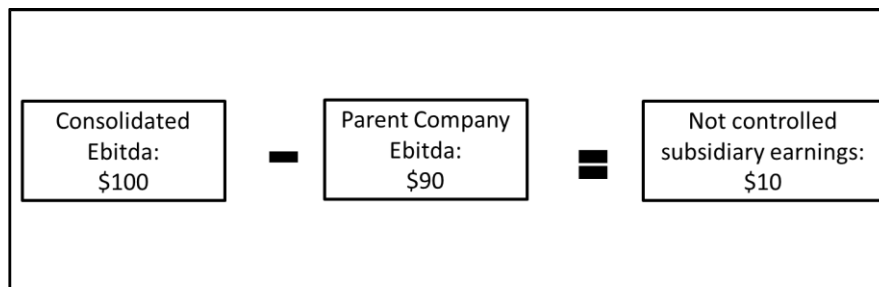 Consolidated
Ebitda:
$100
-
Parent Company
Ebitda:
$90
=
Not controlled
subsidiary earnings:
$10